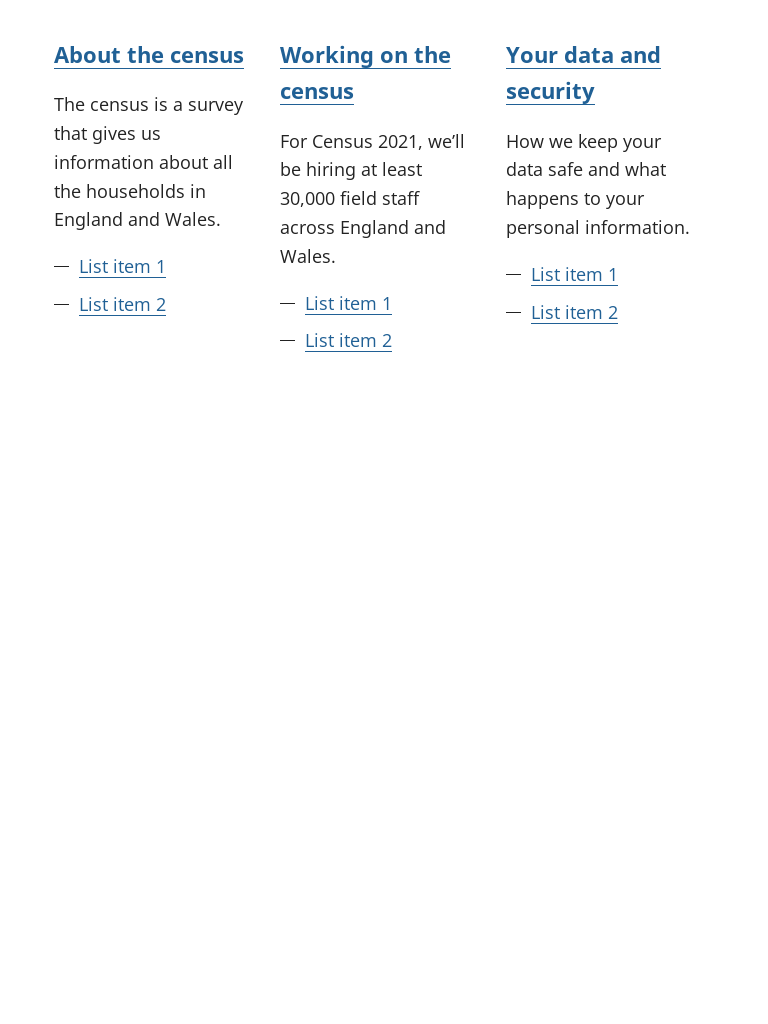 About the census
The census is a survey
that gives us
information about all
the households in
England and Wales.
— List item 1
— List item 2
Working on the
census
For Census 2021, we’ll
be hiring at least
30,000 field staff
across England and
Wales.
— List item 1
— List item 2
Your data and
security
How we keep your
data safe and what
happens to your
personal information.
— List item 1
— List item 2